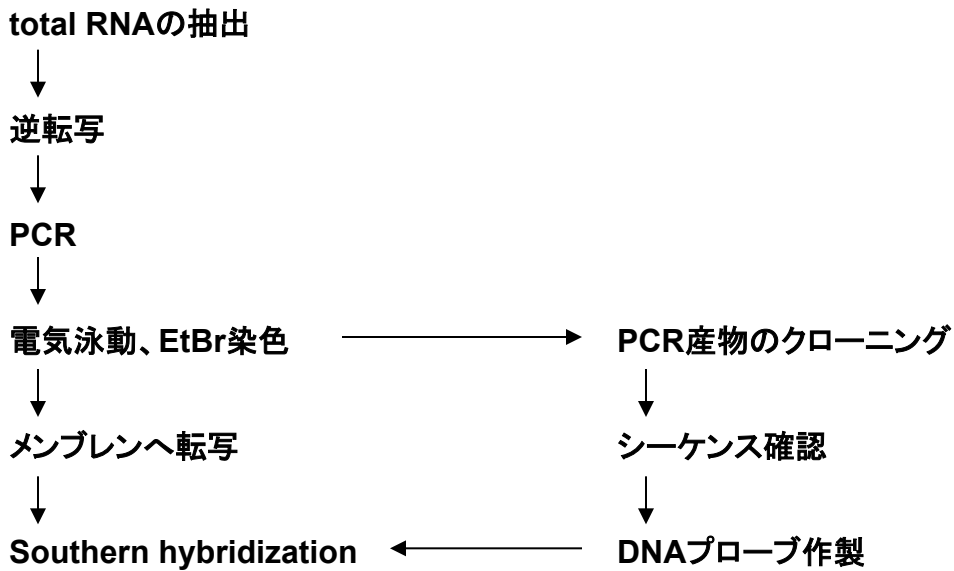 total RNAの抽出
逆転写
PCR
電気泳動、EtBr染色
PCR産物のクローニング
メンブレンへ転写
シーケンス確認
Southern hybridization
DNAプローブ作製